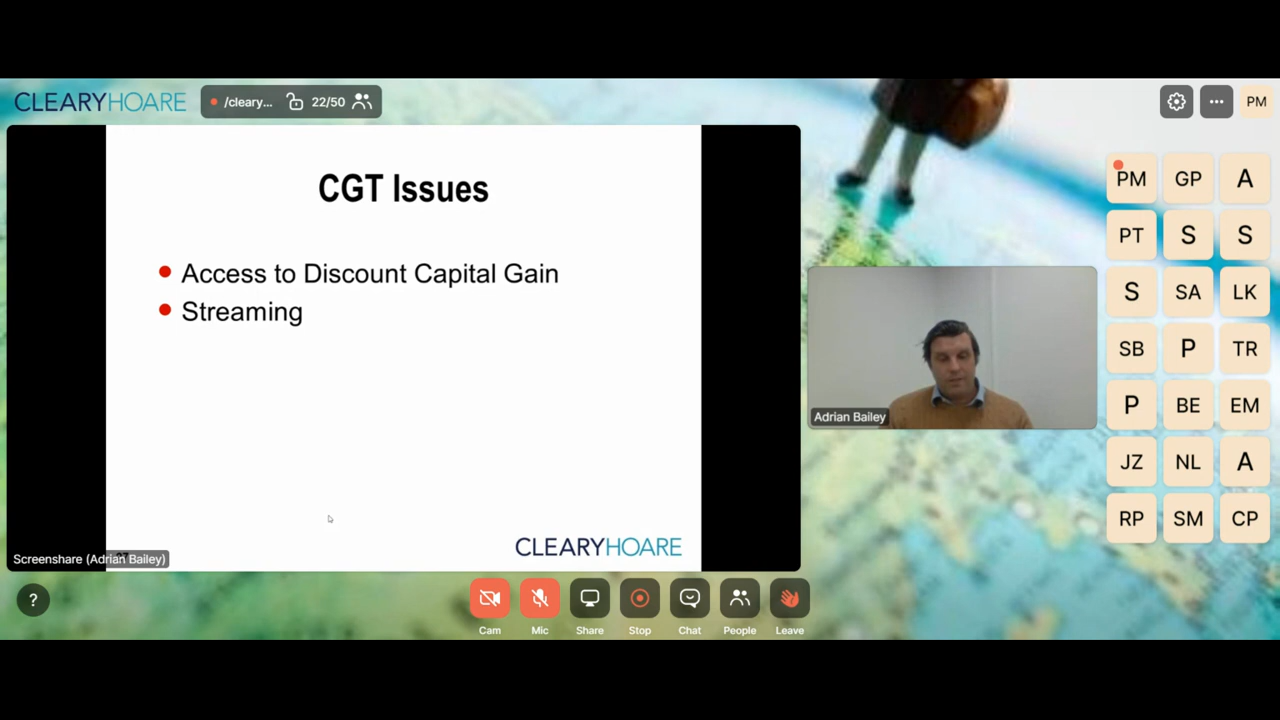 CLEARYHOARE
/cleary... 22/50
PM
CGT Issues
Access to Discount Capital Gain
Streaming
CLEARYHOARE
Screenshare (Adrian Bailey)
Adrian Bailey
PM GP A
PT S S
S SA LK
SB P TR
P BE EM
JZ NL A
RP SM CP
?
Cam Mic Share Stop Chat People Leave